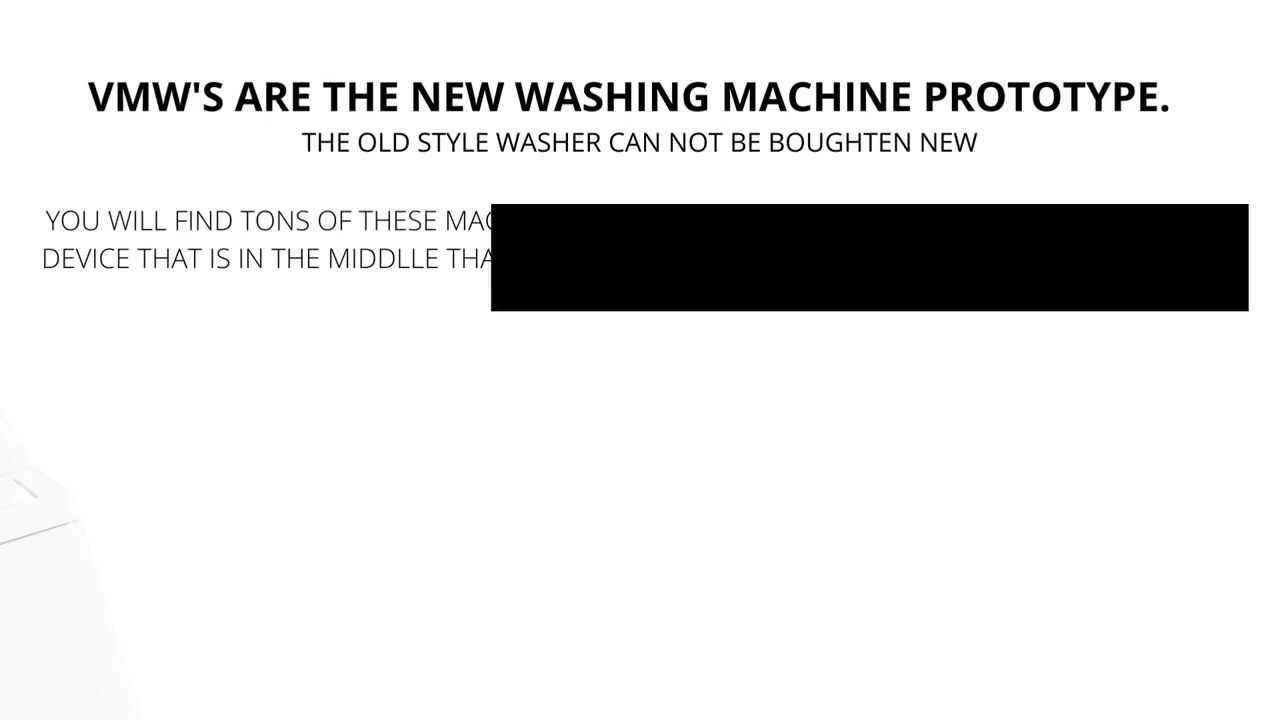 VMW'S ARE THE NEW WASHING MACHINE PROTOTYPE.
THE OLD STYLE WASHER CAN NOT BE BOUGHTEN NEW
YOU WILL FIND TONS OF THESE
DEVICE THAT IS IN THE MIDDLLE